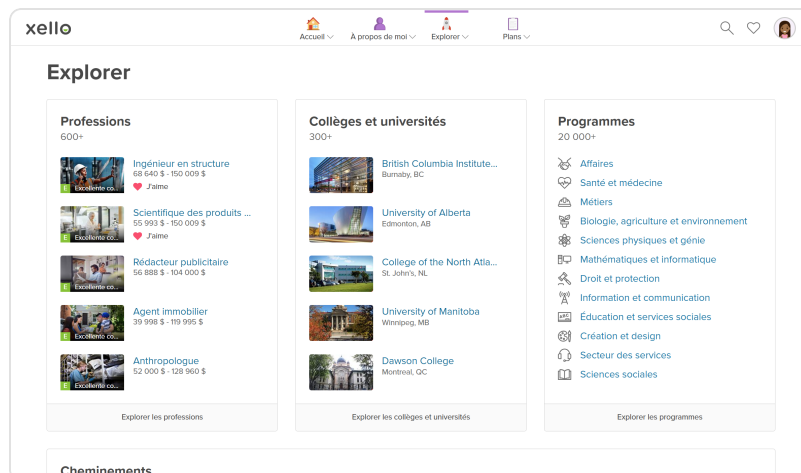 xello
Accueil
À propos de moi
Explorer
Plans
Explorer
Professions
600+
Ingénieur en structure
68 640 $ - 150 009 $
J'aime
E Excellente co...
Scientifique des produits ...
55 993 $ - 150 009 $
J'aime
E Excellente co...
Rédacteur publicitaire
56 888 $ - 104 000 $
E Excellente co...
Agent immobilier
39 998 $ - 119 995 $
E Excellente co...
Anthropologue
52 000 $ - 128 960 $
E Excellente co...
Explorer les professions
Collèges et universités
300+
British Columbia Institute...
Burnaby, BC
University of Alberta
Edmonton, AB
College of the North Atla...
St. John's, NL
University of Manitoba
Winnipeg, MB
Dawson College
Montreal, QC
Explorer les collèges et universités
Programmes
20 000+
Affaires
Santé et médecine
Métiers
Biologie, agriculture et environnement
Sciences physiques et génie
Mathématiques et informatique
Droit et protection
Information et communication
ABC Éducation et services sociales
Création et design
Secteur des services
Sciences sociales
Explorer les programmes
Cheminements